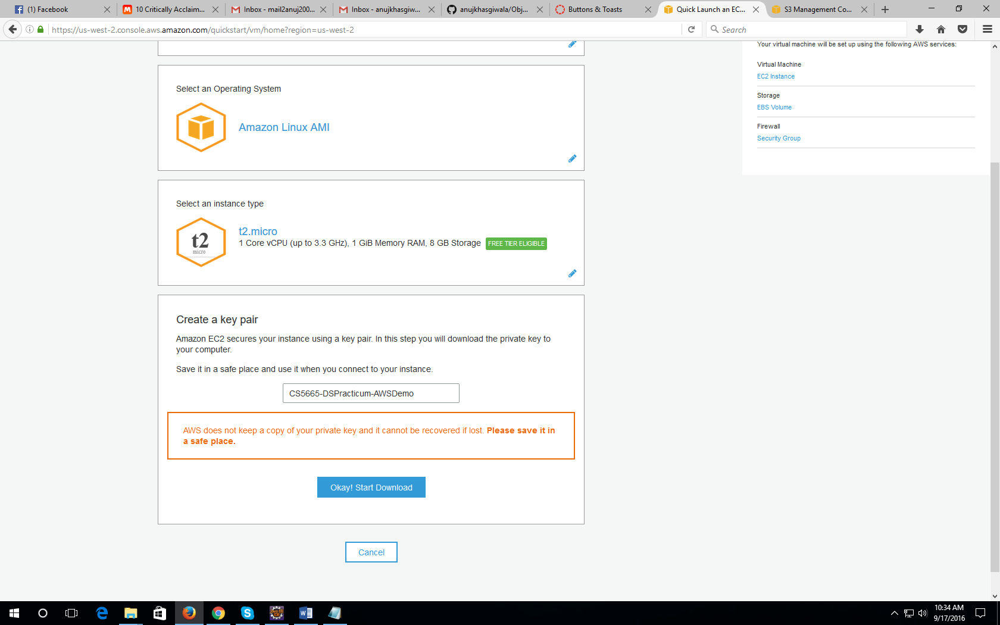 (1) Facebook
10 Critically Acclaim...
Inbox - mail2anuj200...
Inbox - anujkhasgiw...
anujkhasgiwala/Obj...
Buttons & Toasts
Quick Launch an EC...
S3 Management Co...
https://us-west-2.console.aws.amazon.com/quickstart/vm/home?region=us-west-2
Search
Your virtual machine will be set up using the following AWS services:
Virtual Machine
EC2 Instance
Storage
EBS Volume
Firewall
Security Group
Select an Operating System
Amazon Linux AMI
Select an instance type
t2
micro
t2.micro
1 Core vCPU (up to 3.3 GHz), 1 GiB Memory RAM, 8 GB Storage FREE TIER ELIGIBLE
Create a key pair
Amazon EC2 secures your instance using a key pair. In this step you will download the private key to
your computer.
Save it in a safe place and use it when you connect to your instance.
CS5665-DSPracticum-AWSDemo
AWS does not keep a copy of your private key and it cannot be recovered if lost. Please save it in
a safe place.
Okay! Start Download
Cancel
10:34 AM
9/17/2016